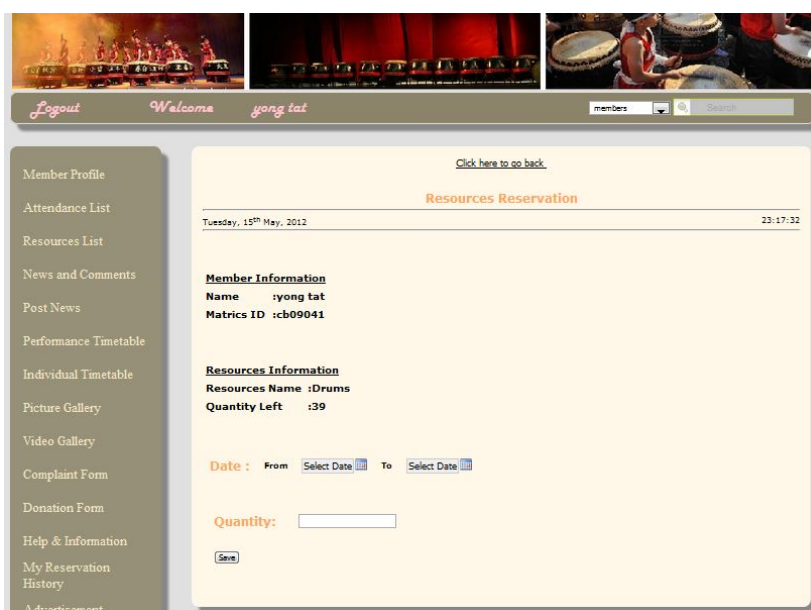 Logout Welcome yong tat members Search
Member Profile
Attendance List
Resources List
News and Comments
Post News
Performance Timetable
Individual Timetable
Picture Gallery
Video Gallery
Complaint Form
Donation Form
Help & Information
My Reservation
History
Advertisement
Click here to go back
Resources Reservation
Tuesday, 15th May, 2012 23:17:32
Member Information
Name :yong tat
Matrics ID :cb09041
Resources Information
Resources Name :Drums
Quantity Left :39
Date : From Select Date To Select Date
Quantity:
Save